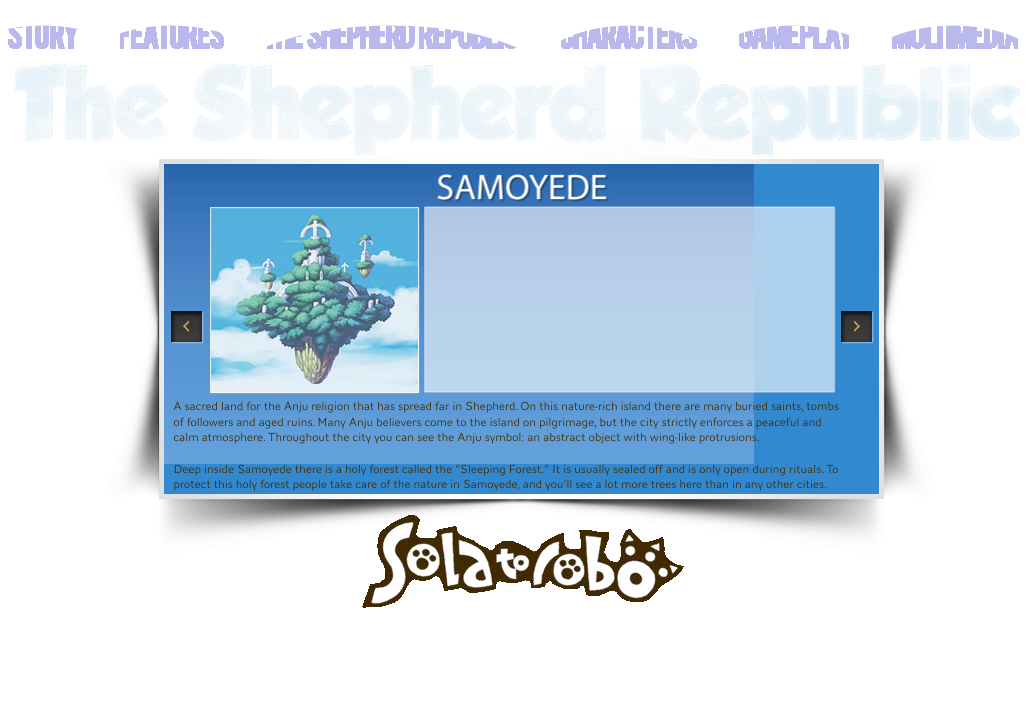 STORY FEATURES THE SHEPHERD REPUBLIC CHARACTERS GAMEPLAY MULTIMEDIA
The Shepherd Republic
SAMOYEDE
A sacred land for the Anju religion that has spread far in Shepherd. On this nature-rich island there are many buried saints, tombs
of followers and aged ruins. Many Anju believers come to the island on pilgrimage, but the city strictly enforces a peaceful and
calm atmosphere. Throughout the city you can see the Anju symbol: an abstract object with wing-like protrusions.
Deep inside Samoyede there is a holy forest called the "Sleeping Forest." It is usually sealed off and is only open during rituals. To
protect this holy forest people take care of the nature in Samoyede, and you'll see a lot more trees here than in any other cities.
Solatorobo